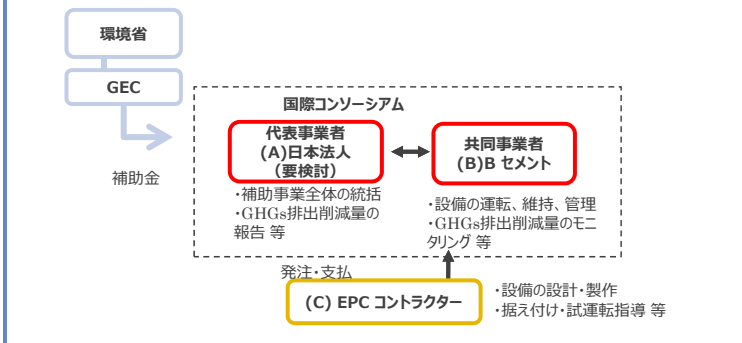 環境省
GEC
補助金
国際コンソーシアム
代表事業者
(A)日本法人
（要検討）
共同事業者
(B)B セメント
・補助事業全体の統括
・GHGs排出削減量の
報告 等
・設備の運転、維持、管理
・GHGs排出削減量のモニ
タリング 等
発注・支払
(C) EPC コントラクター
・設備の設計・製作
・据え付け・試運転指導 等